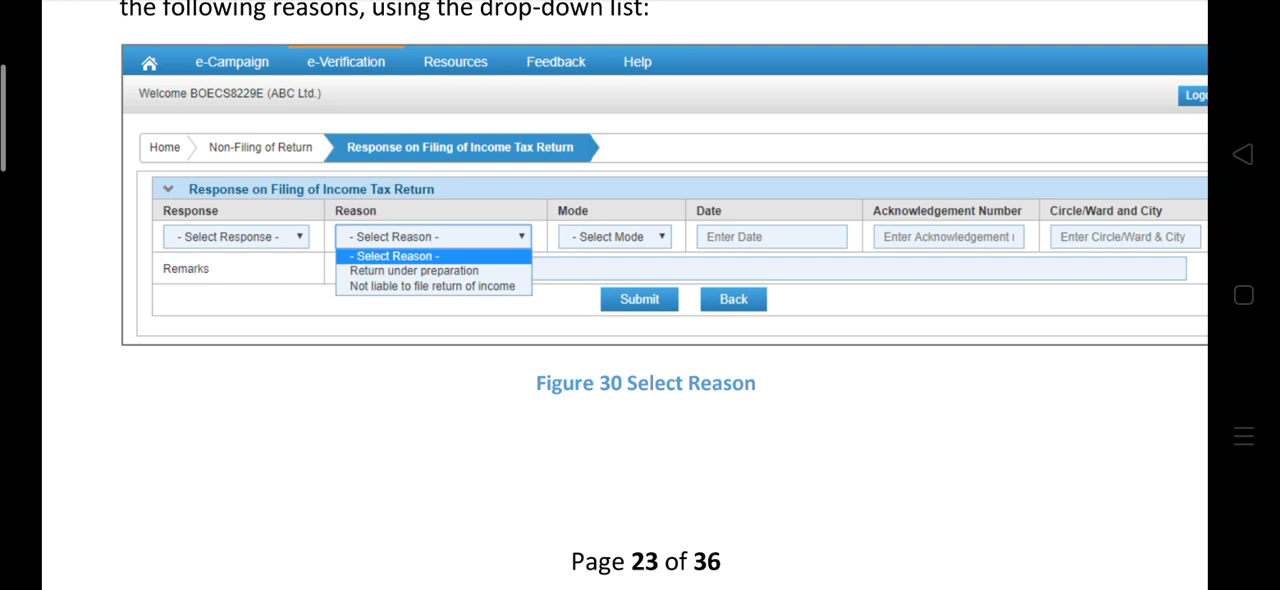 the following reasons, using the drop-down list:
e-Campaign e-Verification Resources Feedback Help
Welcome BOECS8229E (ABC Ltd.)
Home Non-Filing of Return Response on Filing of Income Tax Return
Response on Filing of Income Tax Return
Response Reason Mode Date Acknowledgement Number Circle/Ward and City
- Select Response - - Select Reason - - Select Mode Enter Date Enter Acknowledgement Enter Circle/Ward & City
- Select Reason -
Remarks Return under preparation
Not liable to file return of income
Submit Back
Figure 30 Select Reason
Page 23 of 36